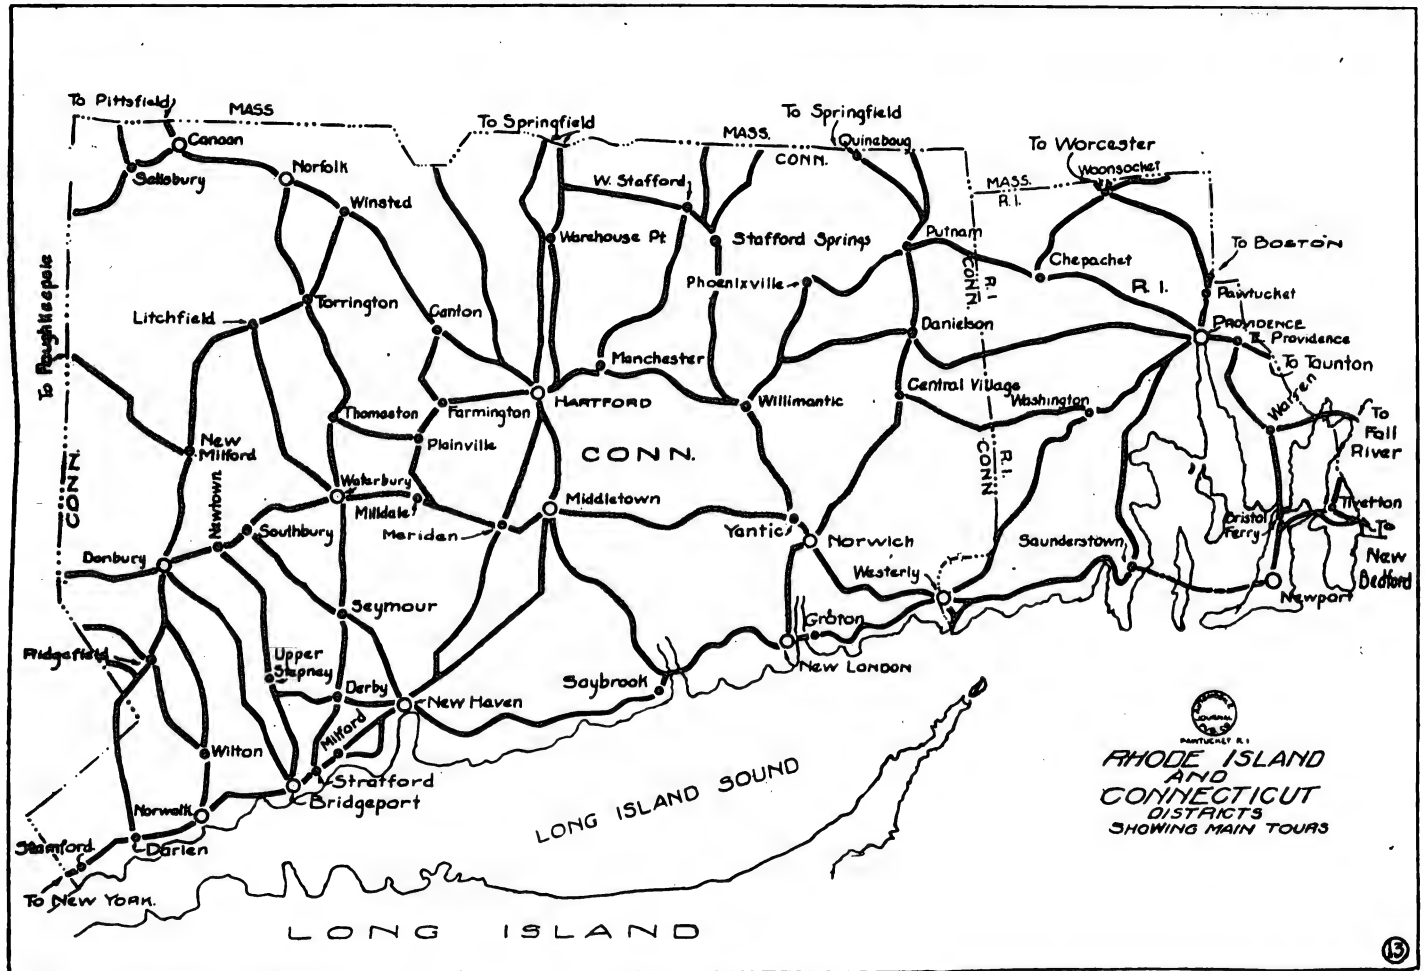 To Pittsfield
MASS
To Springfield
MASS.
CONN.
To Springfield
Quinebaug
To Worcester
Woonsocket
MASS.
R.I.
Canaan
Salisbury
Norfolk
Winsted
W. Stafford
Warehouse Pt.
Stafford Springs
Putnam
To BOSTON
Chepachet
R.I.
CONN
R.I.
Phoenixville
Pawtucket
To Poughkeepsie
Litchfield
Torrington
Canton
Danielson
PROVIDENCE
E. Providence
To Taunton
Manchester
Central Village
Washington
Warren
To
Fall
River
Thomaston
Farmington
HARTFORD
Willimantic
Plainville
New
Milford
CONN.
CONN.
R.I.
CONN
Newtown
Waterbury
Milldale
Middletown
Tiverton
Southbury
Meriden
Yantic
Norwich
Bristol
Ferry
To
New
Bedford
Danbury
Saunderstown
Westerly
Newport
Seymour
Groton
Ridgefield
Upper
Stepney
NEW LONDON
Derby
New Haven
Saybrook
Milford
Wilton
Stratford
Bridgeport
Norwalk
Stamford
Darien
To NEW YORK.
LONG ISLAND SOUND
LONG ISLAND
JOURNAL
PAWTUCKET R.I.
RHODE ISLAND
AND
CONNECTICUT
DISTRICTS
SHOWING MAIN TOURS
13